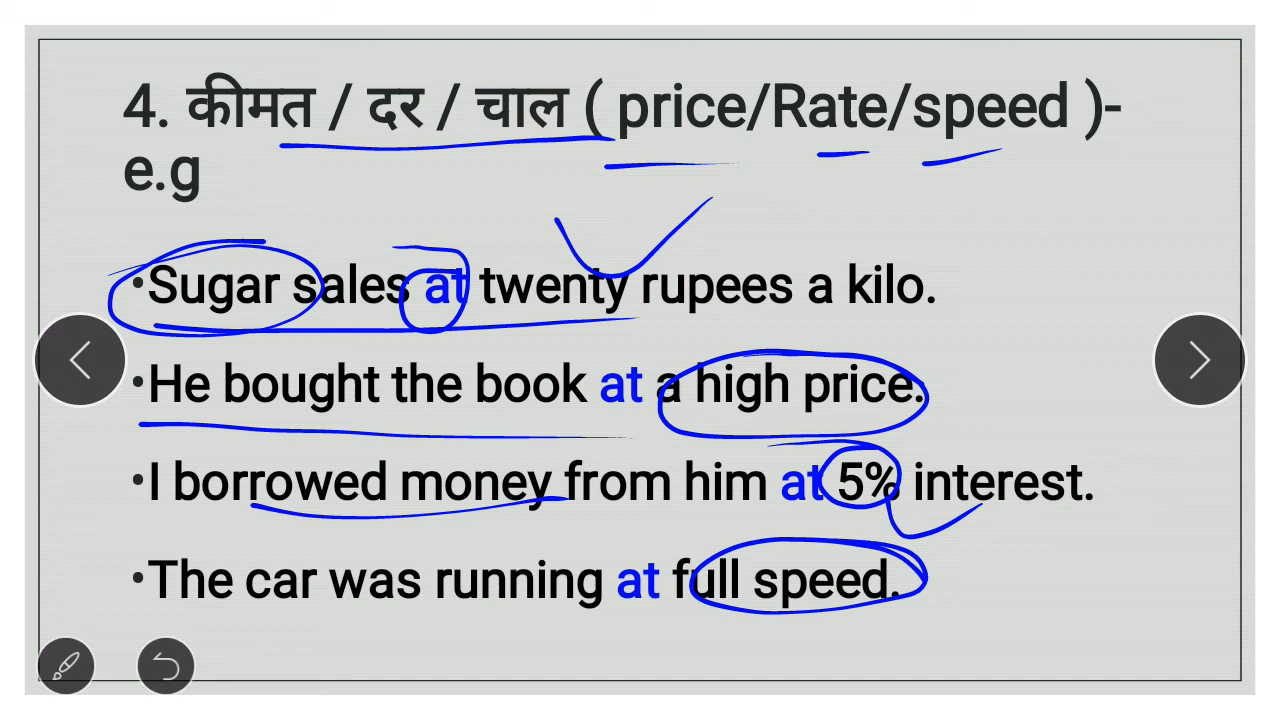 4. कीमत / दर / चाल ( price/Rate/speed )-
e.g
•Sugar sales at twenty rupees a kilo.
•He bought the book at a high price.
•I borrowed money from him at 5% interest.
•The car was running at full speed.